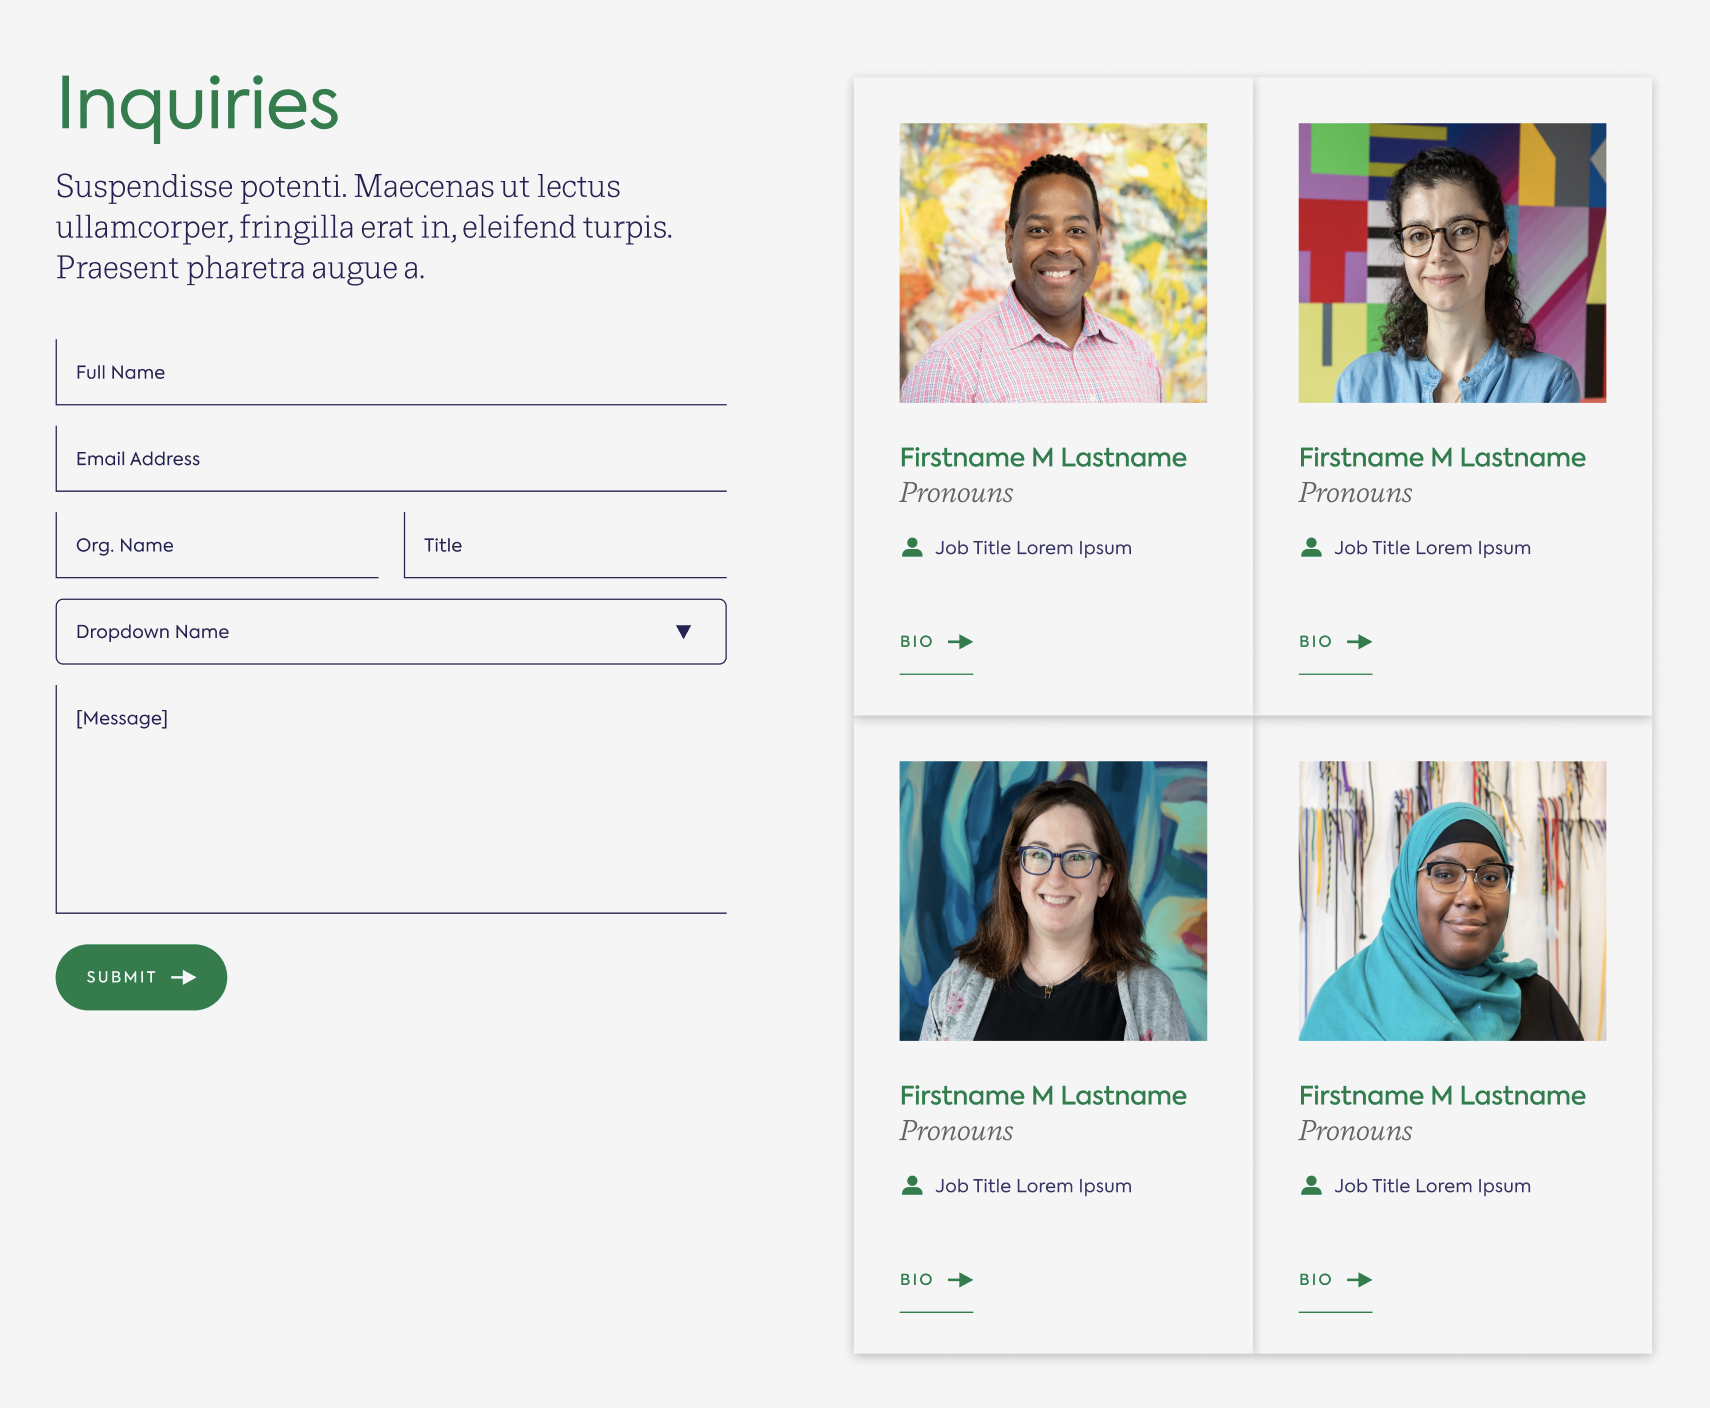 Inquiries
Suspendisse potenti. Maecenas ut lectus
ullamcorper, fringilla erat in, eleifend turpis.
Praesent pharetra augue a.
Full Name
Email Address
Org. Name
Title
Dropdown Name
[Message]
SUBMIT
Firstname M Lastname
Pronouns
Job Title Lorem Ipsum
BIO
Firstname M Lastname
Pronouns
Job Title Lorem Ipsum
BIO
Firstname M Lastname
Pronouns
Job Title Lorem Ipsum
BIO
Firstname M Lastname
Pronouns
Job Title Lorem Ipsum
BIO